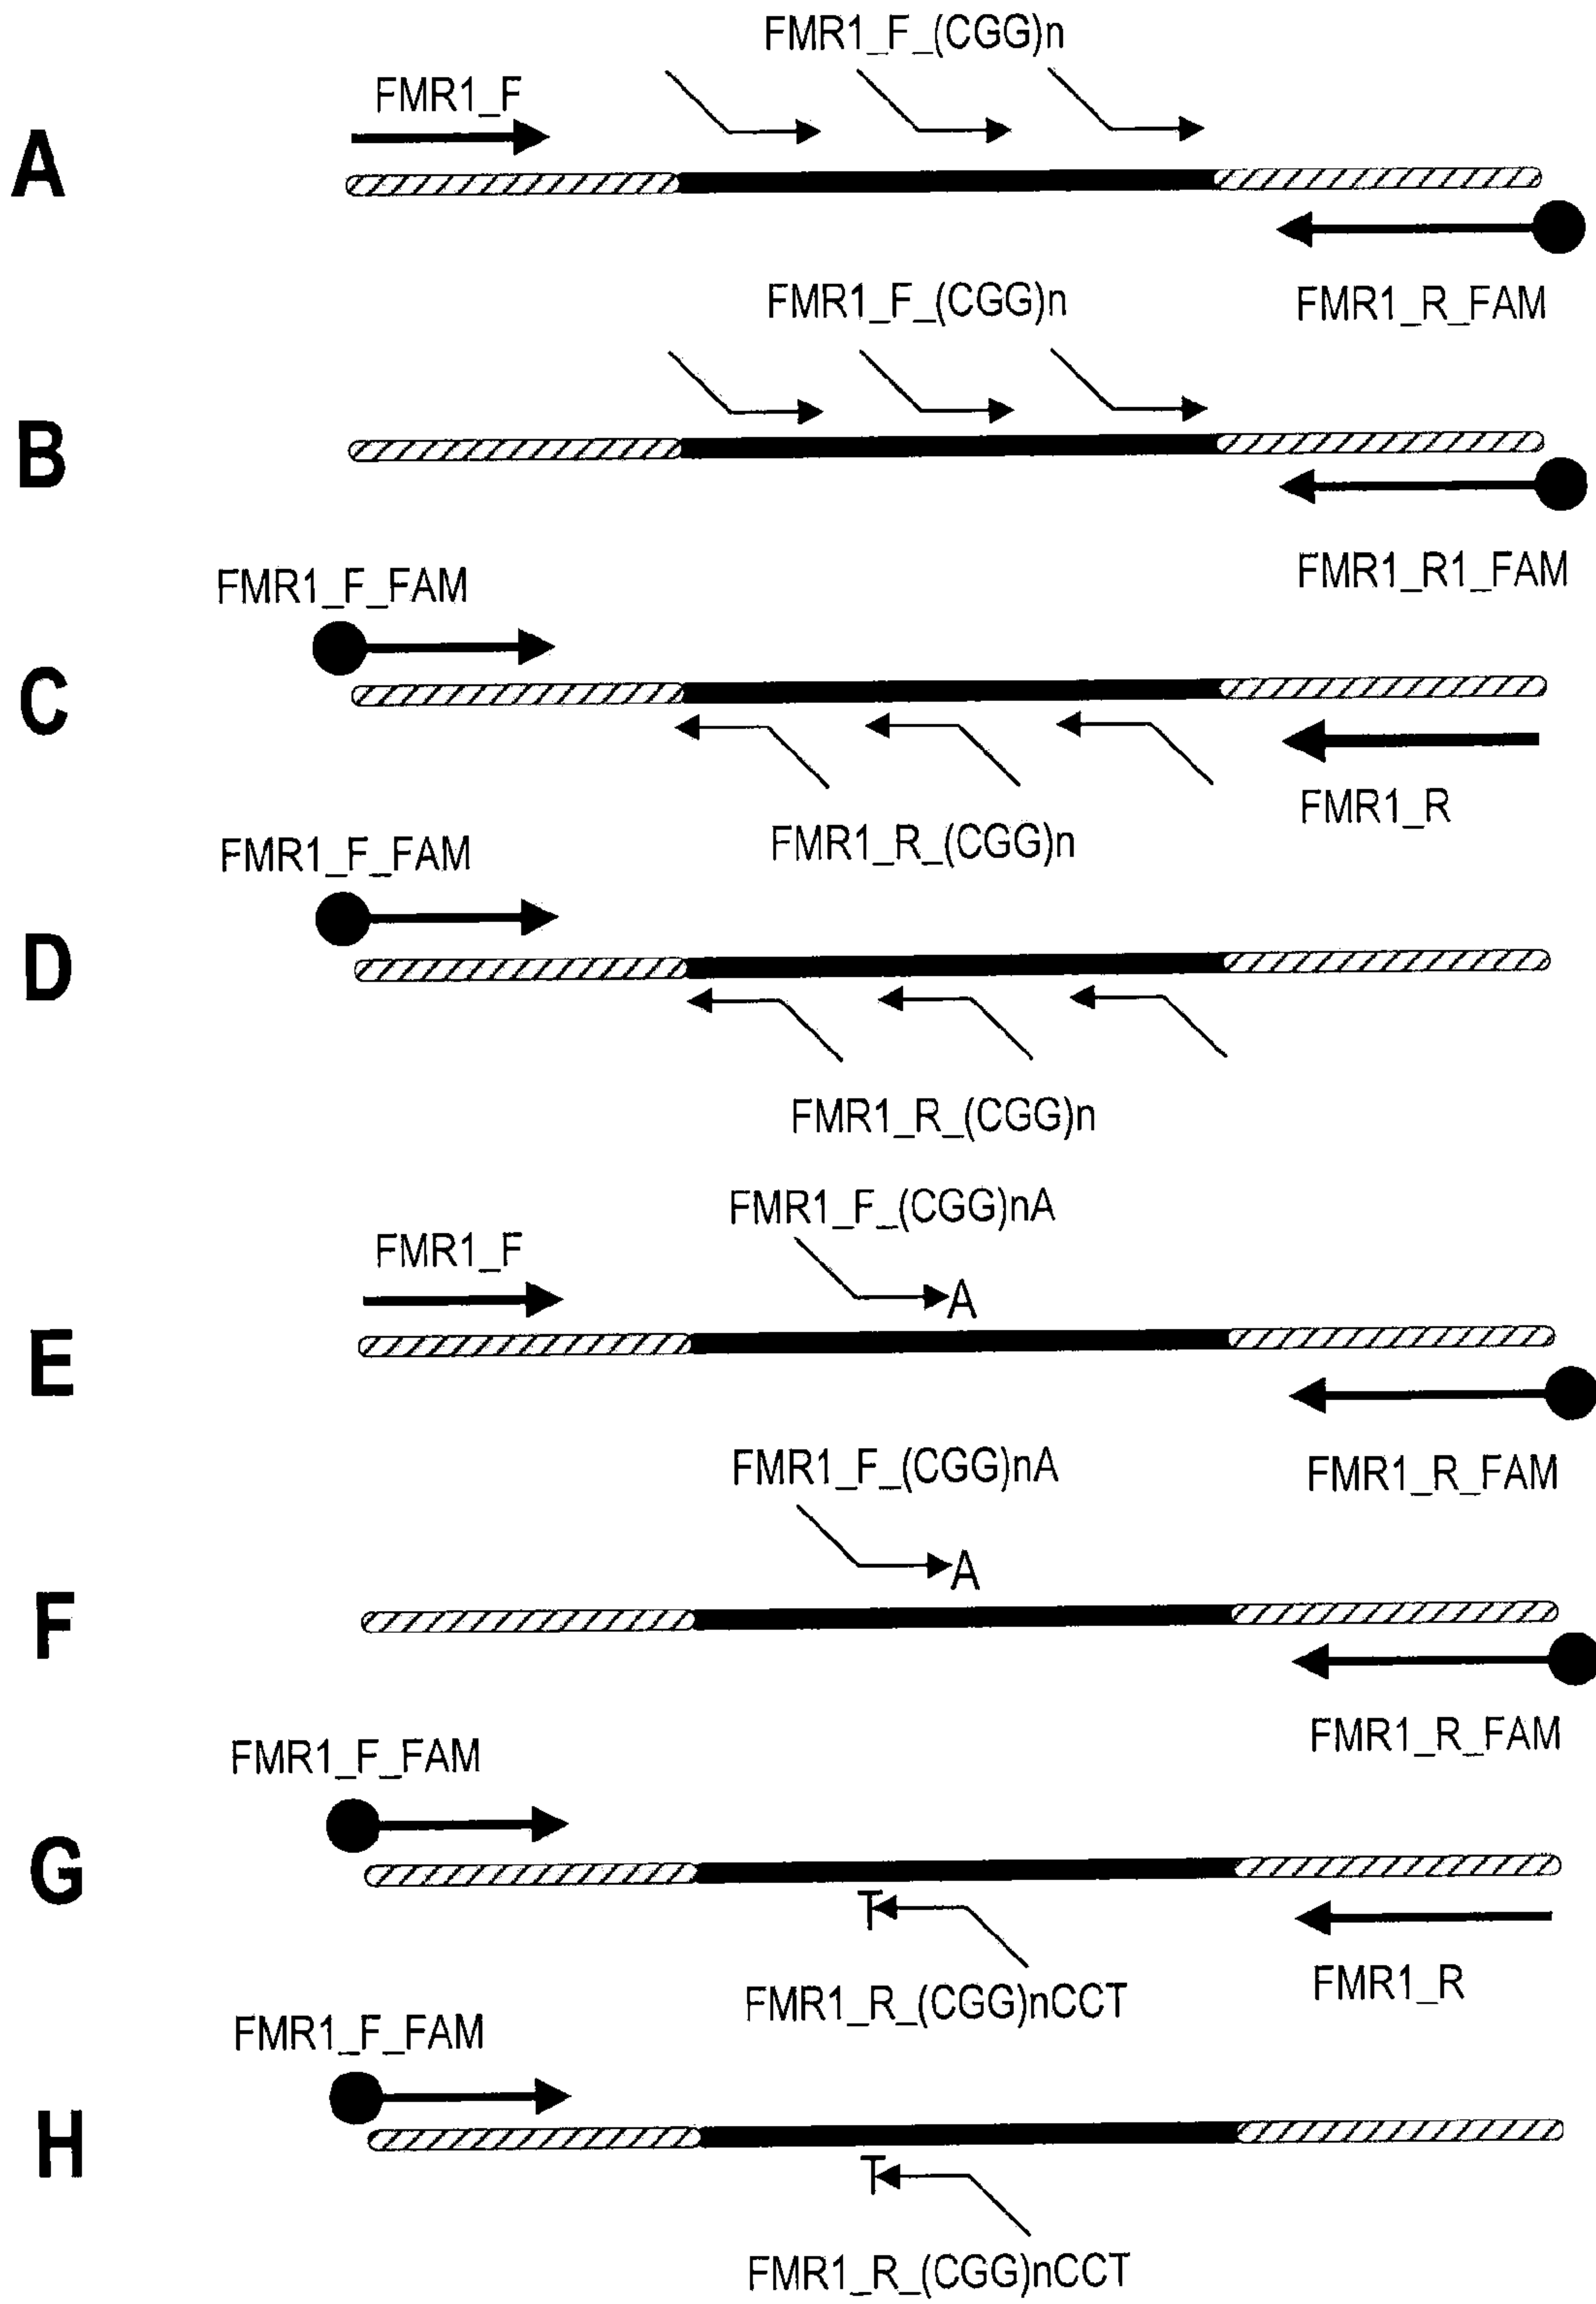 FMR1_F_(CGG)n
FMR1_F
A
FMR1_R_FAM
FMR1_F_(CGG)n
B
FMR1_R1_FAM
FMR1_F_FAM
C
FMR1_R
FMR1_R_(CGG)n
FMR1_F_FAM
D
FMR1_R_(CGG)n
FMR1_F_(CGG)nA
FMR1_F
A
E
FMR1_R_FAM
FMR1_F_(CGG)nA
A
F
FMR1_R_FAM
FMR1_F_FAM
G
T
FMR1_R
FMR1_R_(CGG)nCCT
FMR1_F_FAM
H
T
FMR1_R_(CGG)nCCT